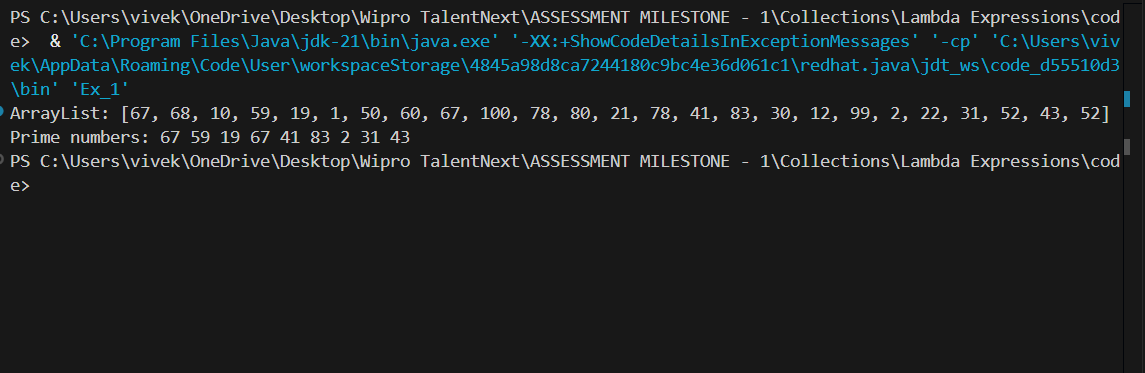 PS C:\Users\vivek\OneDrive\Desktop\Wipro TalentNext\ASSESSMENT MILESTONE - 1\Collections\Lambda Expressions\cod
e>  & 'C:\Program Files\Java\jdk-21\bin\java.exe' '-XX:+ShowCodeDetailsInExceptionMessages' '-cp' 'C:\Users\viv
ek\AppData\Roaming\Code\User\workspaceStorage\4845a98d8ca7244180c9bc4e36d061c1\redhat.java\jdt_ws\code_d55510d3
\bin' 'Ex_1'
ArrayList: [67, 68, 10, 59, 19, 1, 50, 60, 67, 100, 78, 80, 21, 78, 41, 83, 30, 12, 99, 2, 22, 31, 52, 43, 52]
Prime numbers: 67 59 19 67 41 83 2 31 43
PS C:\Users\vivek\OneDrive\Desktop\Wipro TalentNext\ASSESSMENT MILESTONE - 1\Collections\Lambda Expressions\cod
e>